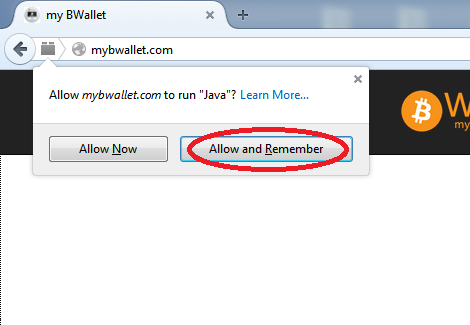 my BWallet
mybwallet.com
Allow mybwallet.com to run "Java"? Learn More...
Allow Now
Allow and Remember
W
my